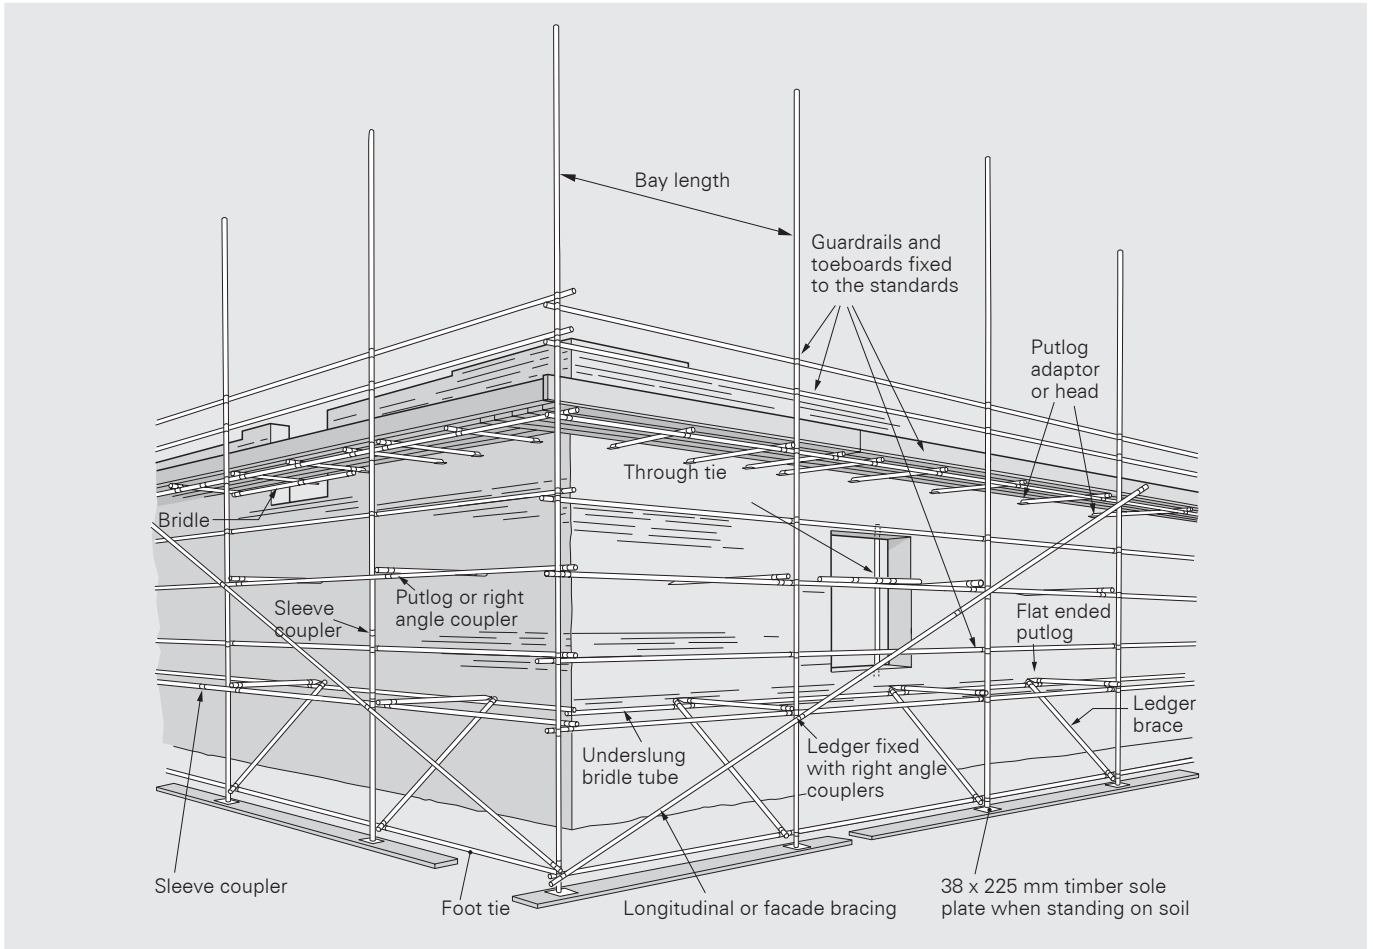 Bay length
Guardrails and
toeboards fixed
to the standards
Putlog
adaptor
or head
Through tie
Bridle
Putlog or right
angle coupler
Sleeve
coupler
Flat ended
putlog
Ledger
brace
Underslung
bridle tube
Ledger fixed
with right angle
couplers
Sleeve coupler
Foot tie
Longitudinal or facade bracing
38 x 225 mm timber sole
plate when standing on soil